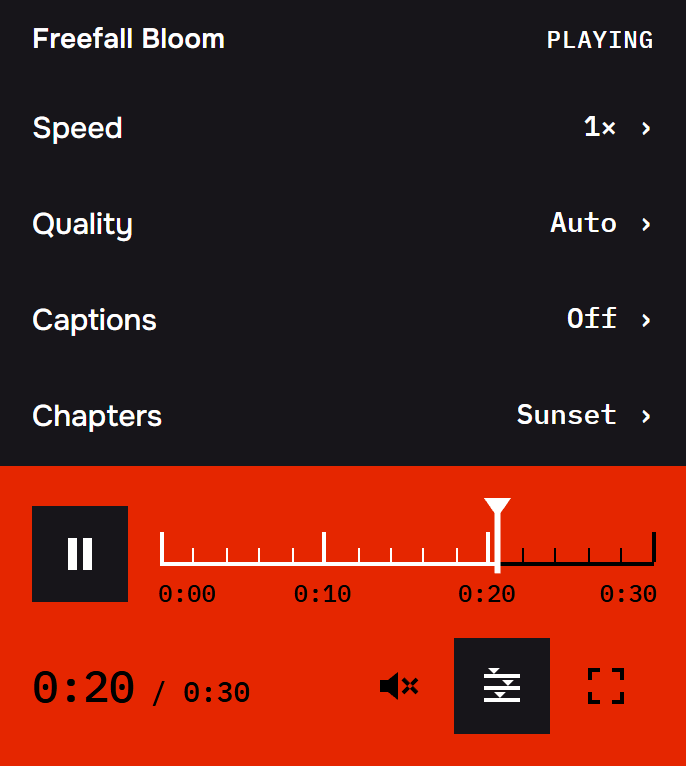 Freefall Bloom PLAYING
Speed 1× ›
Quality Auto ›
Captions Off ›
Chapters Sunset ›
0:00 0:10 0:20 0:30
0:20 / 0:30